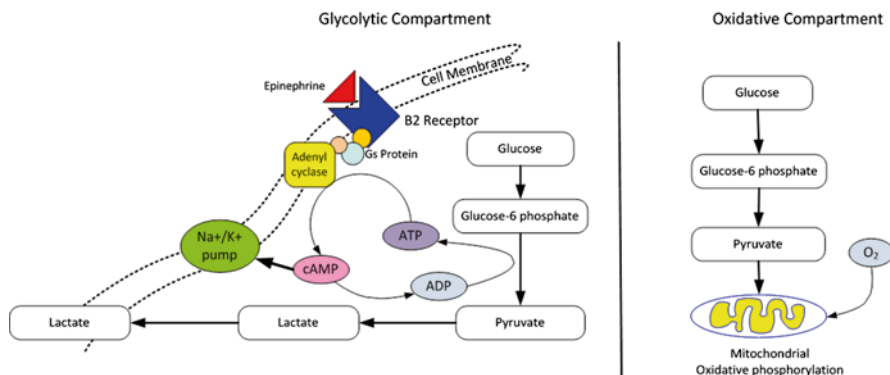 Glycolytic Compartment
Oxidative Compartment
Cell Membrane
Epinephrine
B2 Receptor
Adenyl
cyclase
Gs Protein
Glucose
Glucose-6 phosphate
ATP
Na+/K+
pump
cAMP
ADP
Lactate
Lactate
Pyruvate
Glucose
Glucose-6 phosphate
Pyruvate
O2
Mitochondrial
Oxidative phosphorylation